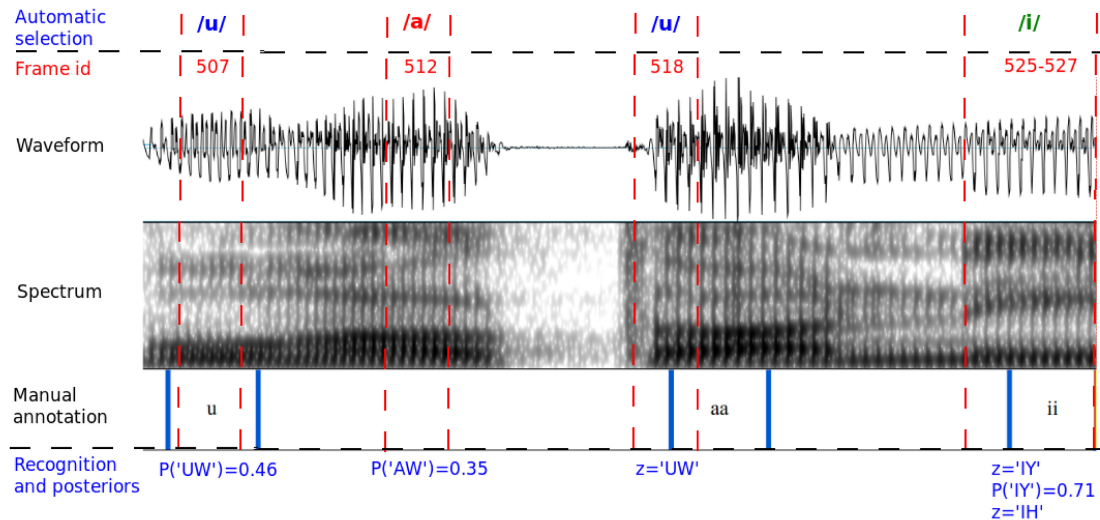 Automatic selection /u/ /a/ /u/ /i/
Frame id 507 512 518 525-527
Waveform
Spectrum
Manual annotation u aa ii
Recognition and posteriors P('UW')=0.46 P('AW')=0.35 z='UW' z='IY'
P('IY')=0.71
z='IH'